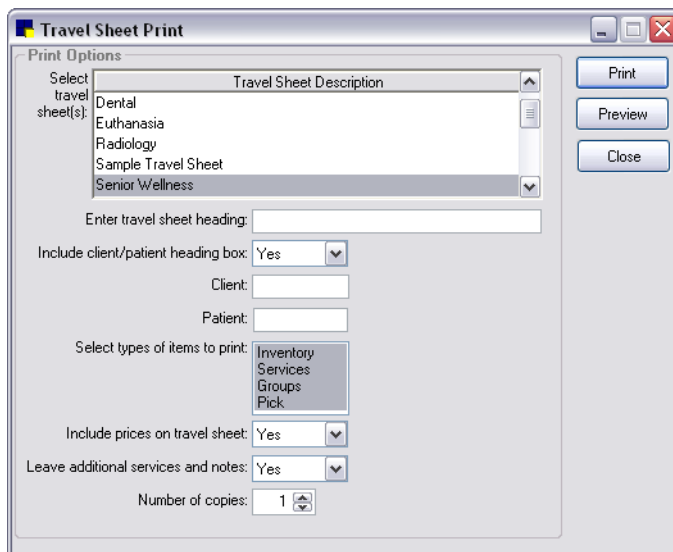 Travel Sheet Print
Print Options
Select travel sheet(s):
Travel Sheet Description
Dental
Euthanasia
Radiology
Sample Travel Sheet
Senior Wellness
Print
Preview
Close
Enter travel sheet heading:
Include client/patient heading box: Yes
Client:
Patient:
Select types of items to print:
Inventory
Services
Groups
Pick
Include prices on travel sheet: Yes
Leave additional services and notes: Yes
Number of copies: 1